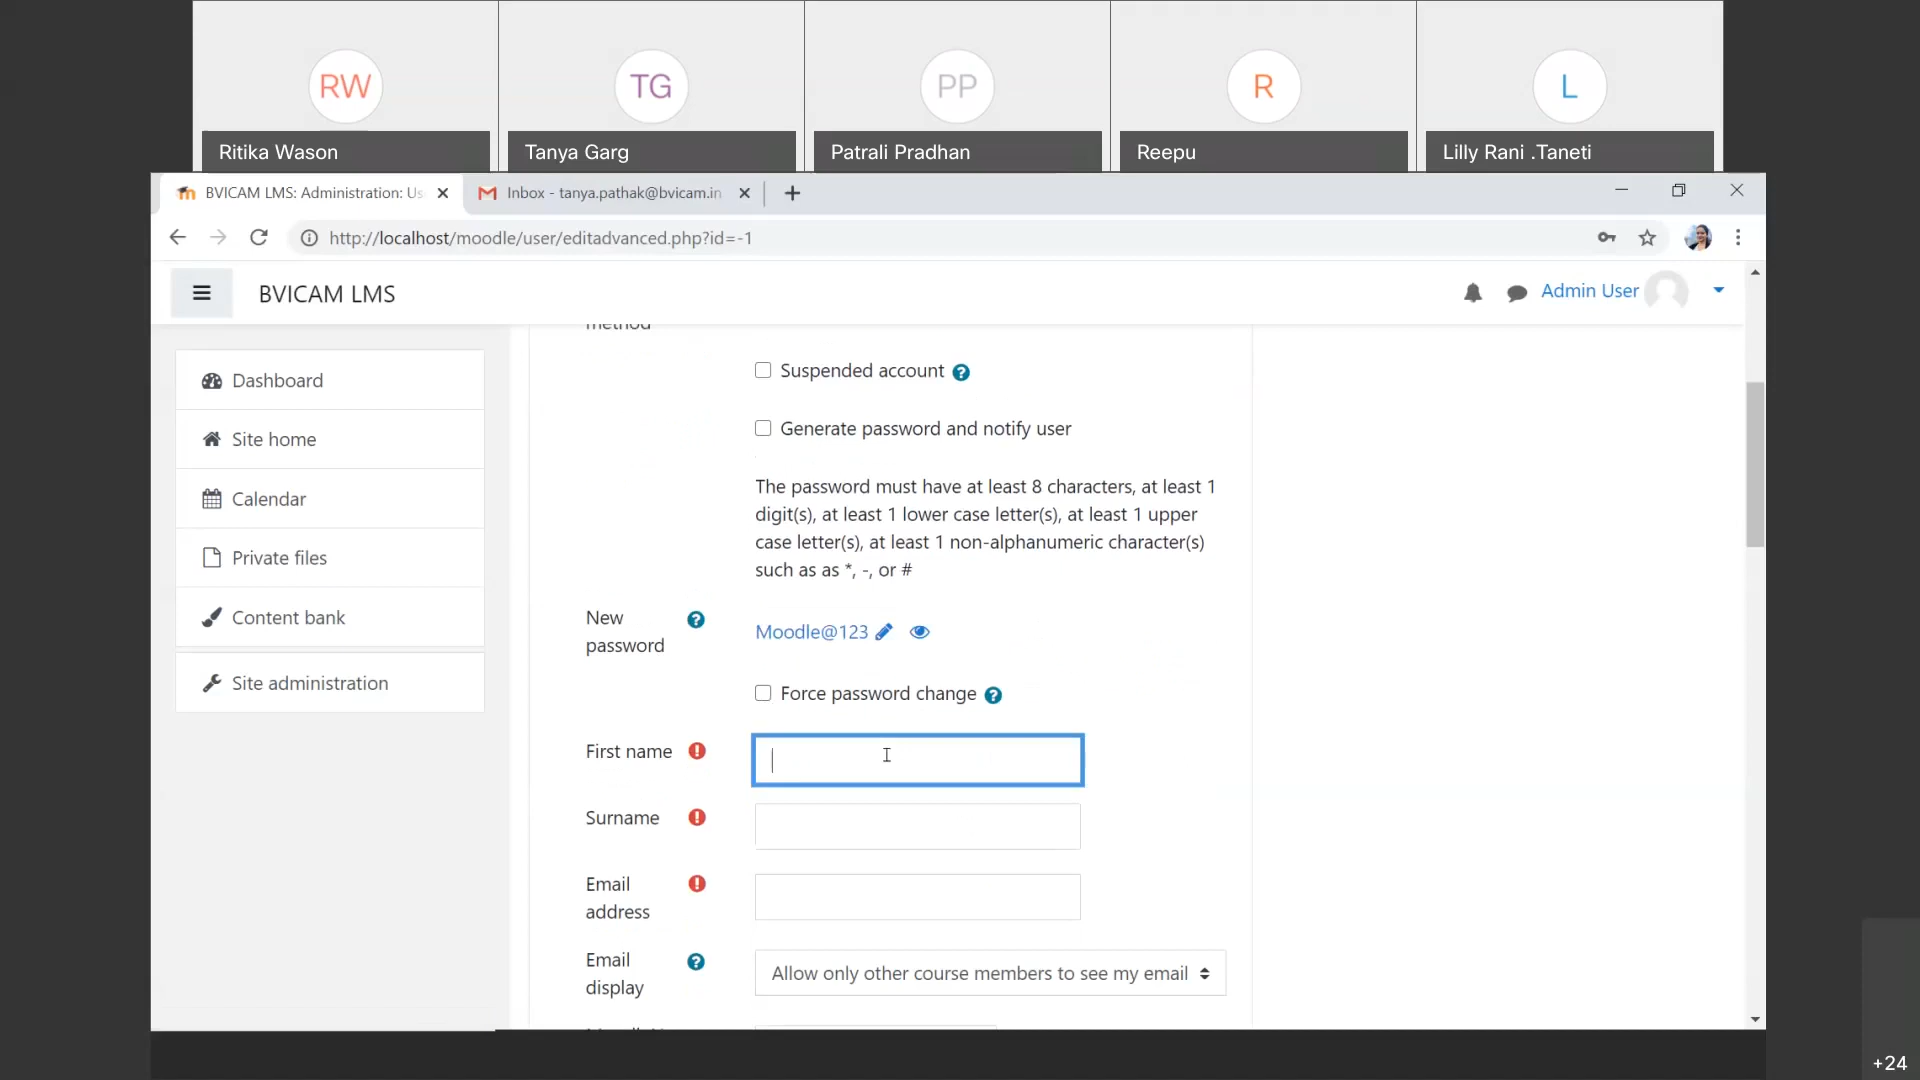 RW
TG
PP
R
L
Ritika Wason
Tanya Garg
Patrali Pradhan
Reepu
Lilly Rani .Taneti
BVICAM LMS: Administration: Us
Inbox - tanya.pathak@bvicam.in
http://localhost/moodle/user/editadvanced.php?id=-1
BVICAM LMS
Admin User
Dashboard
Site home
Calendar
Private files
Content bank
Site administration
method
Suspended account
Generate password and notify user
The password must have at least 8 characters, at least 1
digit(s), at least 1 lower case letter(s), at least 1 upper
case letter(s), at least 1 non-alphanumeric character(s)
such as as *, -, or #
New
password
Moodle@123
Force password change
First name
Surname
Email
address
Email
display
Allow only other course members to see my email
+24